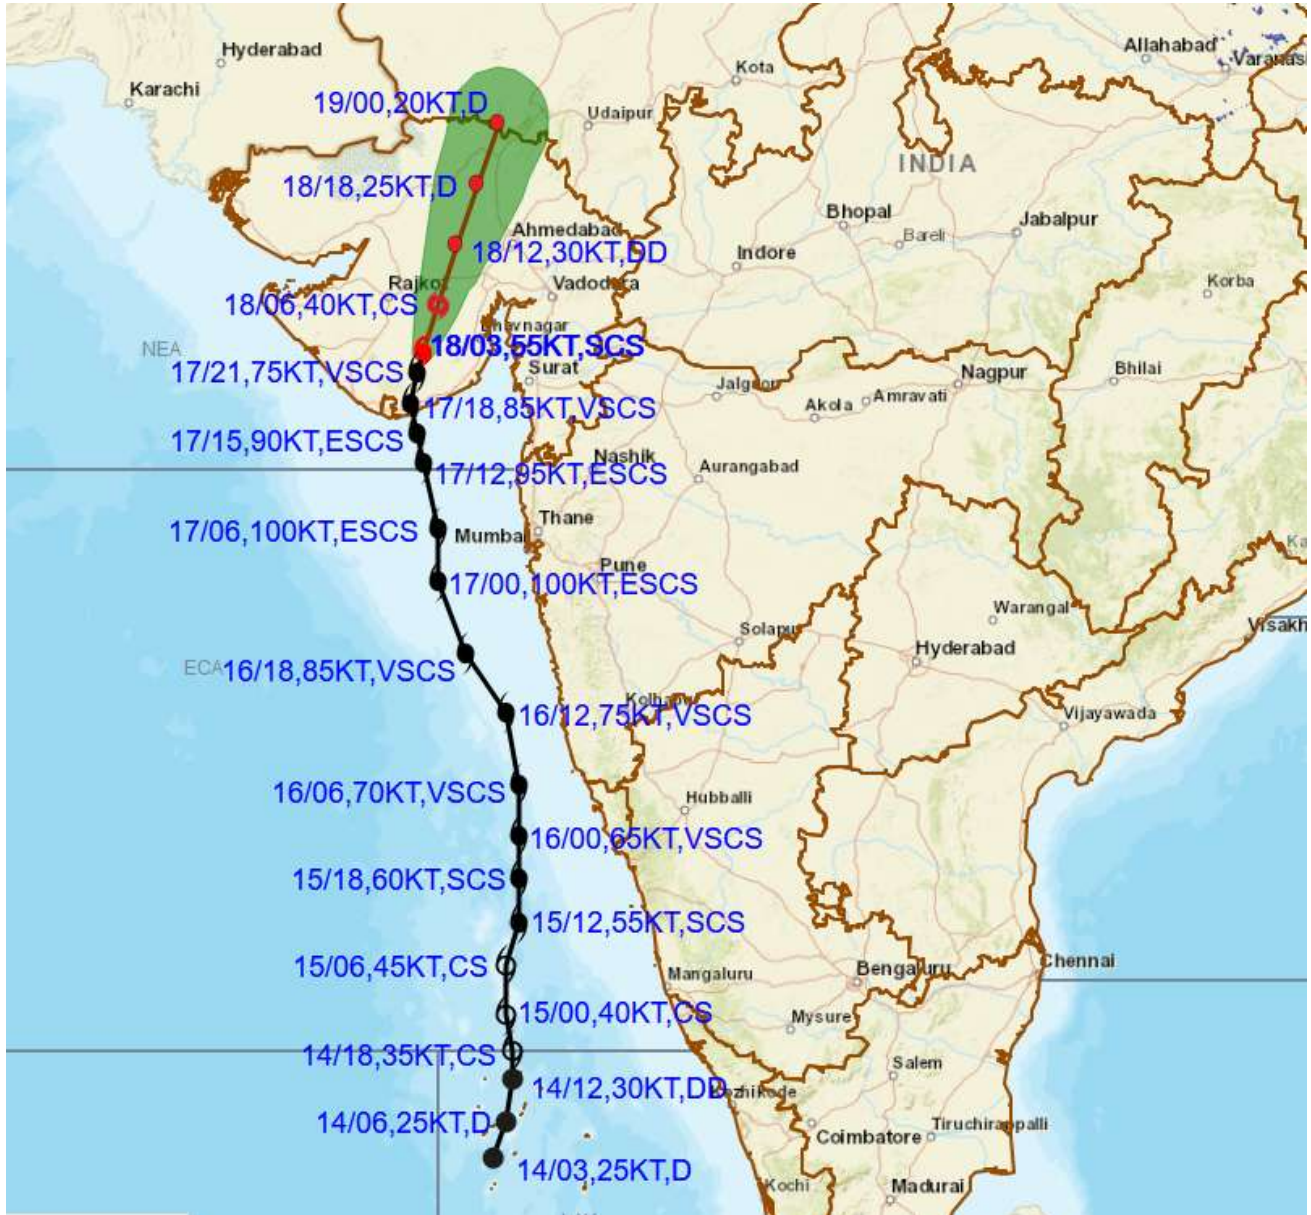 Hyderabad
Allahabad
Varanasi
Karachi
Kota
19/00,20KT,D
Udaipur
INDIA
18/18,25KT,D
Bhopal
Jabalpur
Ahmedabad
Bareli
18/12,30KT,DD
Indore
Rajkot
Vadodara
Korba
18/06,40KT,CS
Bhavnagar
NEA
18/03,55KT,SCS
17/21,75KT,VSCS
Surat
Nagpur
Bhilai
Jalgaon
Amravati
Akola
17/18,85KT,VSCS
17/15,90KT,ESCS
Nashik
Aurangabad
17/12,95KT,ESCS
Thane
17/06,100KT,ESCS
Mumbai
Ka
Pune
17/00,100KT,ESCS
Warangal
Solapu
Visakh
Hyderabad
ECA
16/18,85KT,VSCS
Kolhapu
16/12,75KT,VSCS
Vijayawada
16/06,70KT,VSCS
Hubballi
16/00,65KT,VSCS
15/18,60KT,SCS
15/12,55KT,SCS
15/06,45KT,CS
Mangaluru
Bengaluru
Chennai
15/00,40KT,CS
Mysuru
14/18,35KT,CS
Salem
14/12,30KT,DD
Kozhikode
14/06,25KT,D
Coimbatore
Tiruchirappalli
14/03,25KT,D
Kochi
Madurai